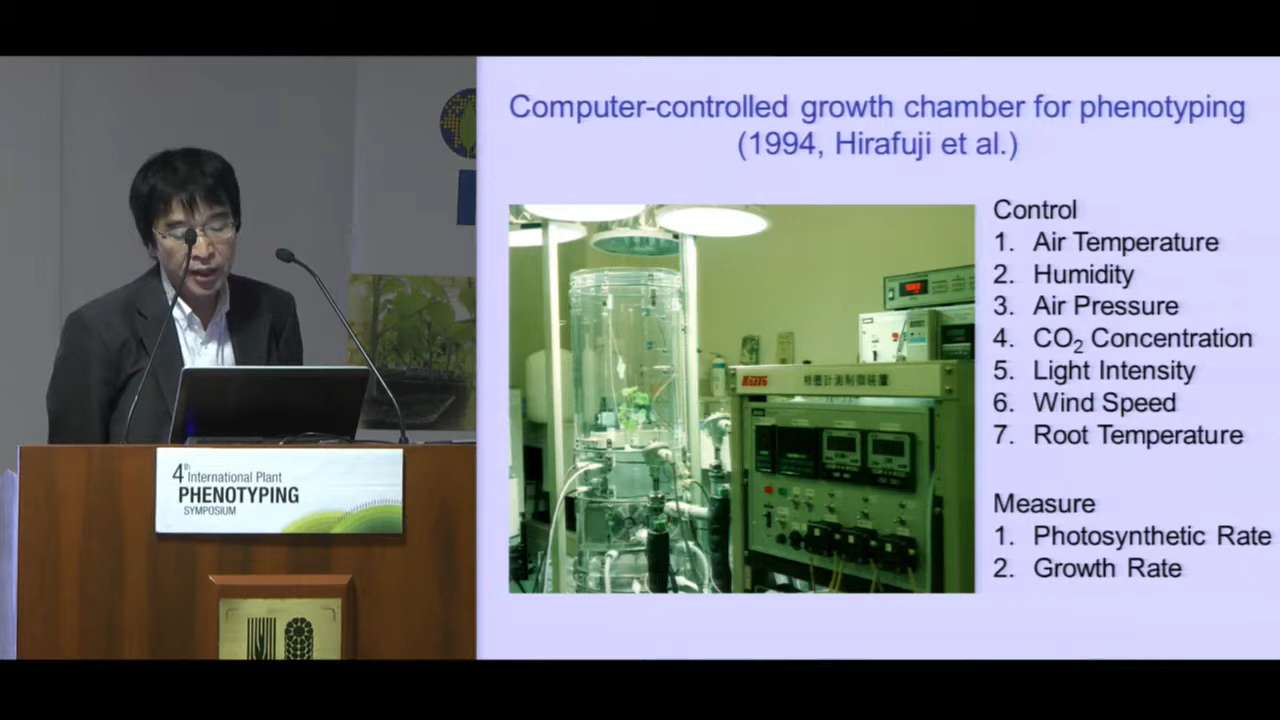 Computer-controlled growth chamber for phenotyping
(1994, Hirafuji et al.)
Control
1. Air Temperature
2. Humidity
3. Air Pressure
4. CO₂ Concentration
5. Light Intensity
6. Wind Speed
7. Root Temperature
Measure
1. Photosynthetic Rate
2. Growth Rate
KOITO
4th International Plant
PHENOTYPING
SYMPOSIUM